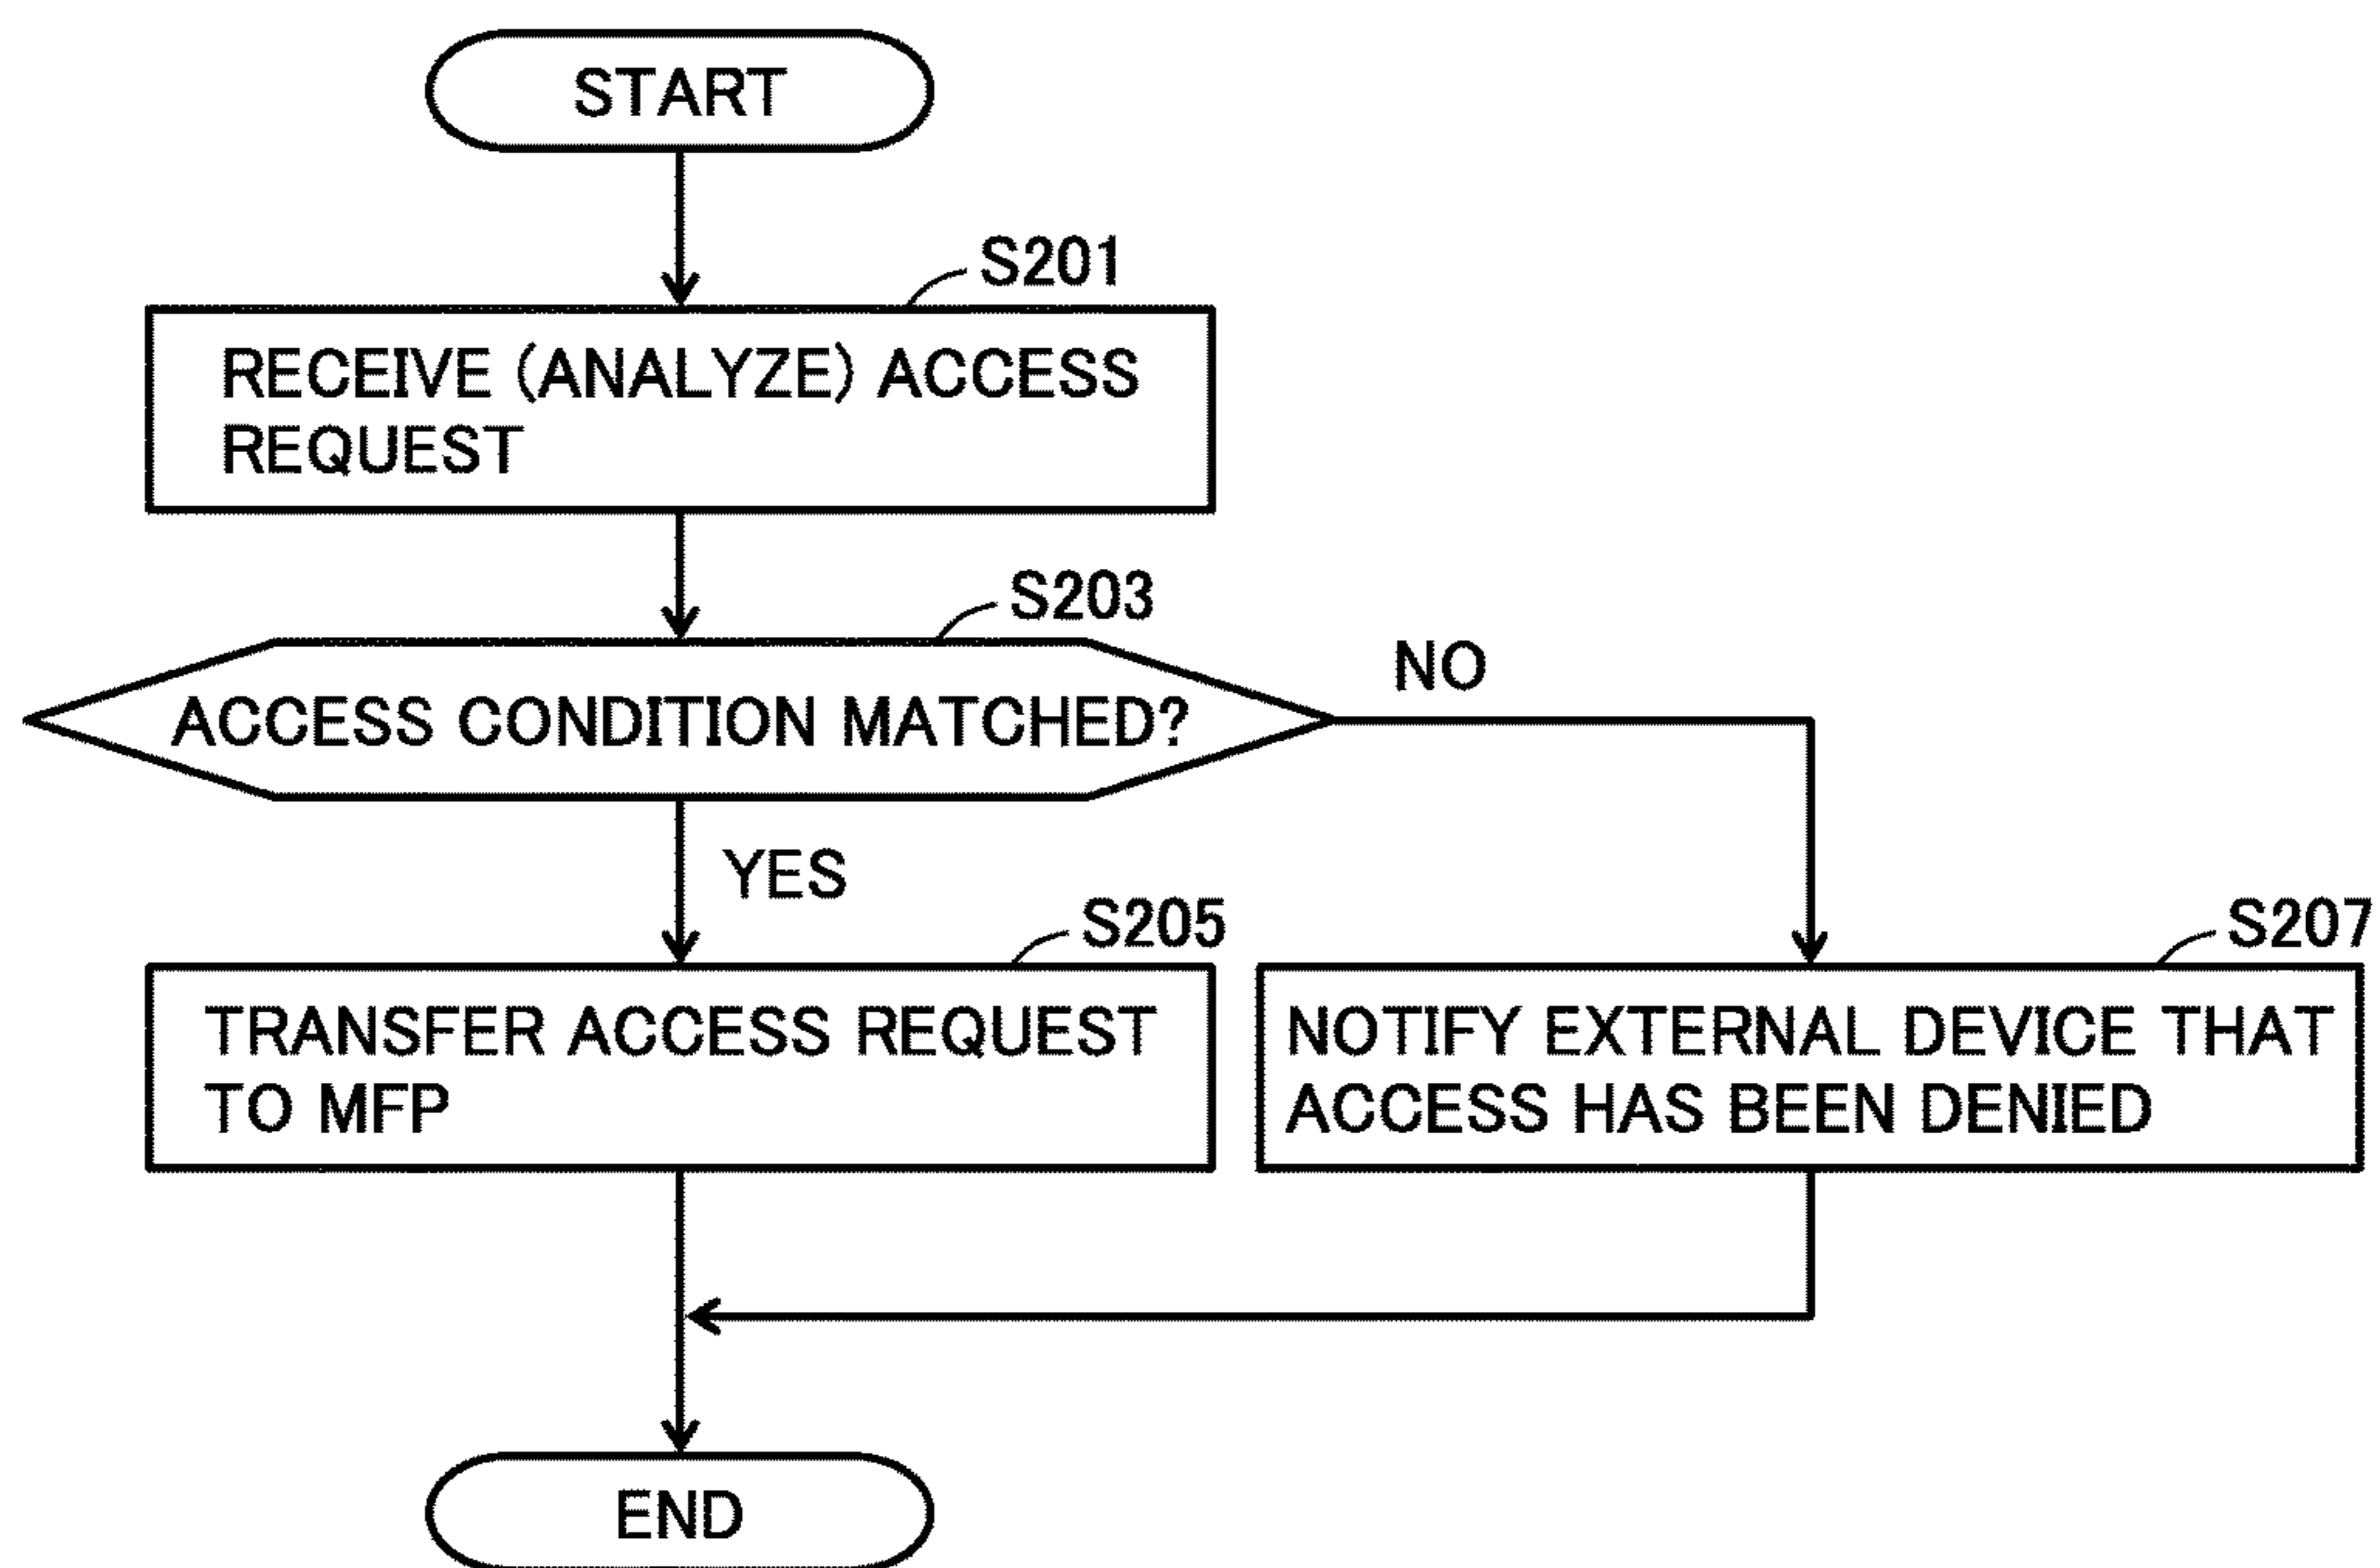 START
S201
RECEIVE (ANALYZE) ACCESS
REQUEST
S203
ACCESS CONDITION MATCHED?
NO
YES
S205
TRANSFER ACCESS REQUEST
TO MFP
S207
NOTIFY EXTERNAL DEVICE THAT
ACCESS HAS BEEN DENIED
END